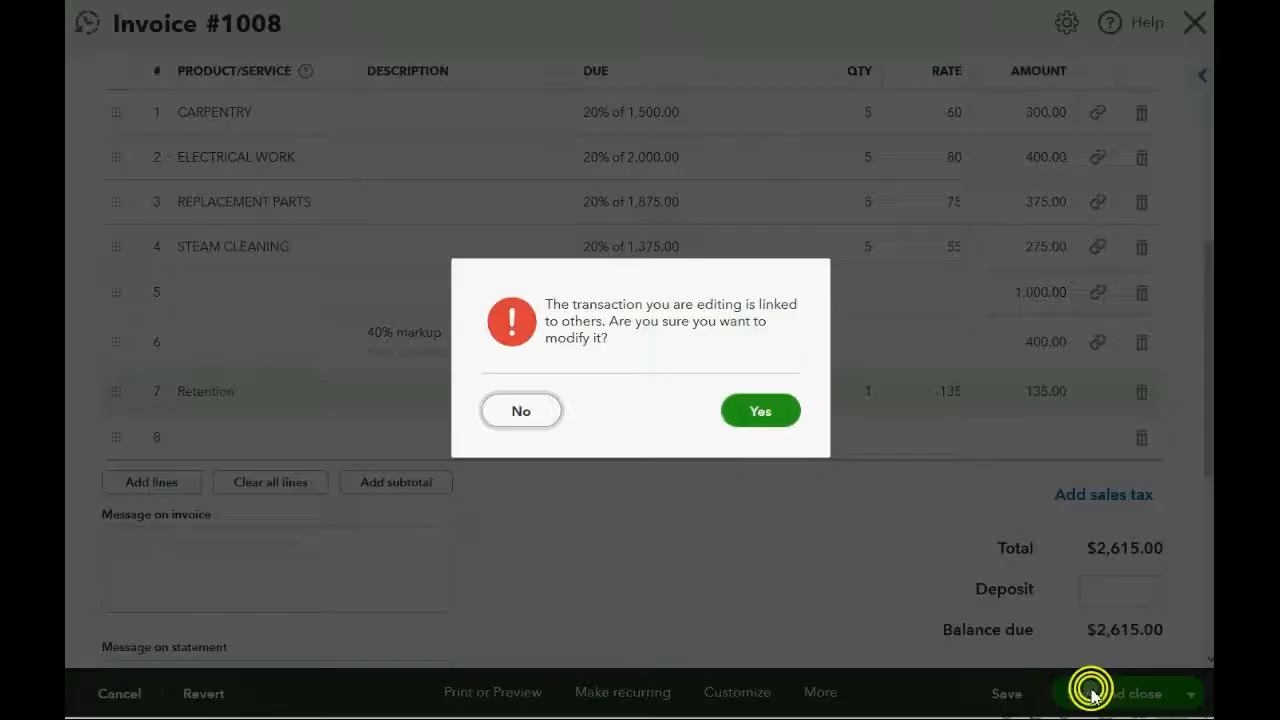 Invoice #1008
Help
# PRODUCT/SERVICE DESCRIPTION DUE QTY RATE AMOUNT
1 CARPENTRY 20% of 1,500.00 5 60 300.00
2 ELECTRICAL WORK 20% of 2,000.00 5 80 400.00
3 REPLACEMENT PARTS 20% of 1,875.00 5 75 375.00
4 STEAM CLEANING 20% of 1,375.00 5 55 275.00
5 1,000.00
6 40% markup 400.00
7 Retention 1 -135 135.00
8
The transaction you are editing is linked
to others. Are you sure you want to
modify it?
No Yes
Add lines Clear all lines Add subtotal
Add sales tax
Message on invoice
Total $2,615.00
Deposit
Balance due $2,615.00
Message on statement
Cancel Revert Print or Preview Make recurring Customize More Save and close